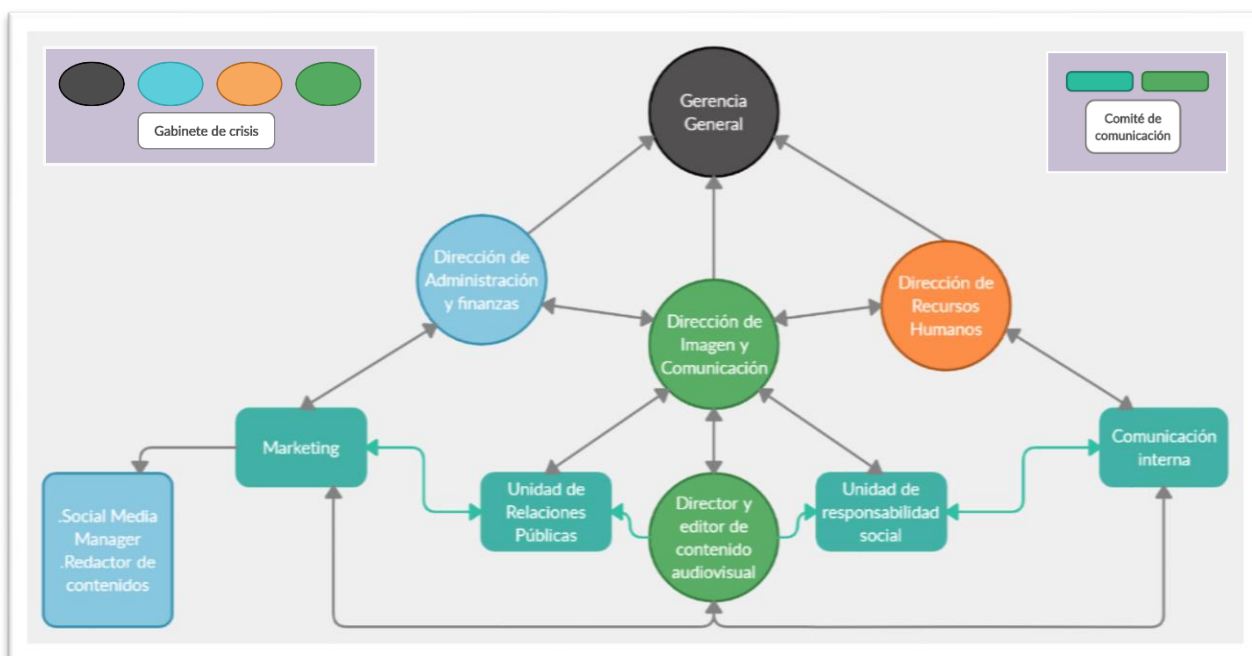 Gabinete de crisis
Comité de
comunicación
Gerencia
General
Dirección de
Administración
y finanzas
Dirección de
Imagen y
Comunicación
Dirección de
Recursos
Humanos
Marketing
Comunicación
interna
.Social Media
Manager
.Redactor de
contenidos
Unidad de
Relaciones
Públicas
Director y
editor de
contenido
audiovisual
Unidad de
responsabilidad
social